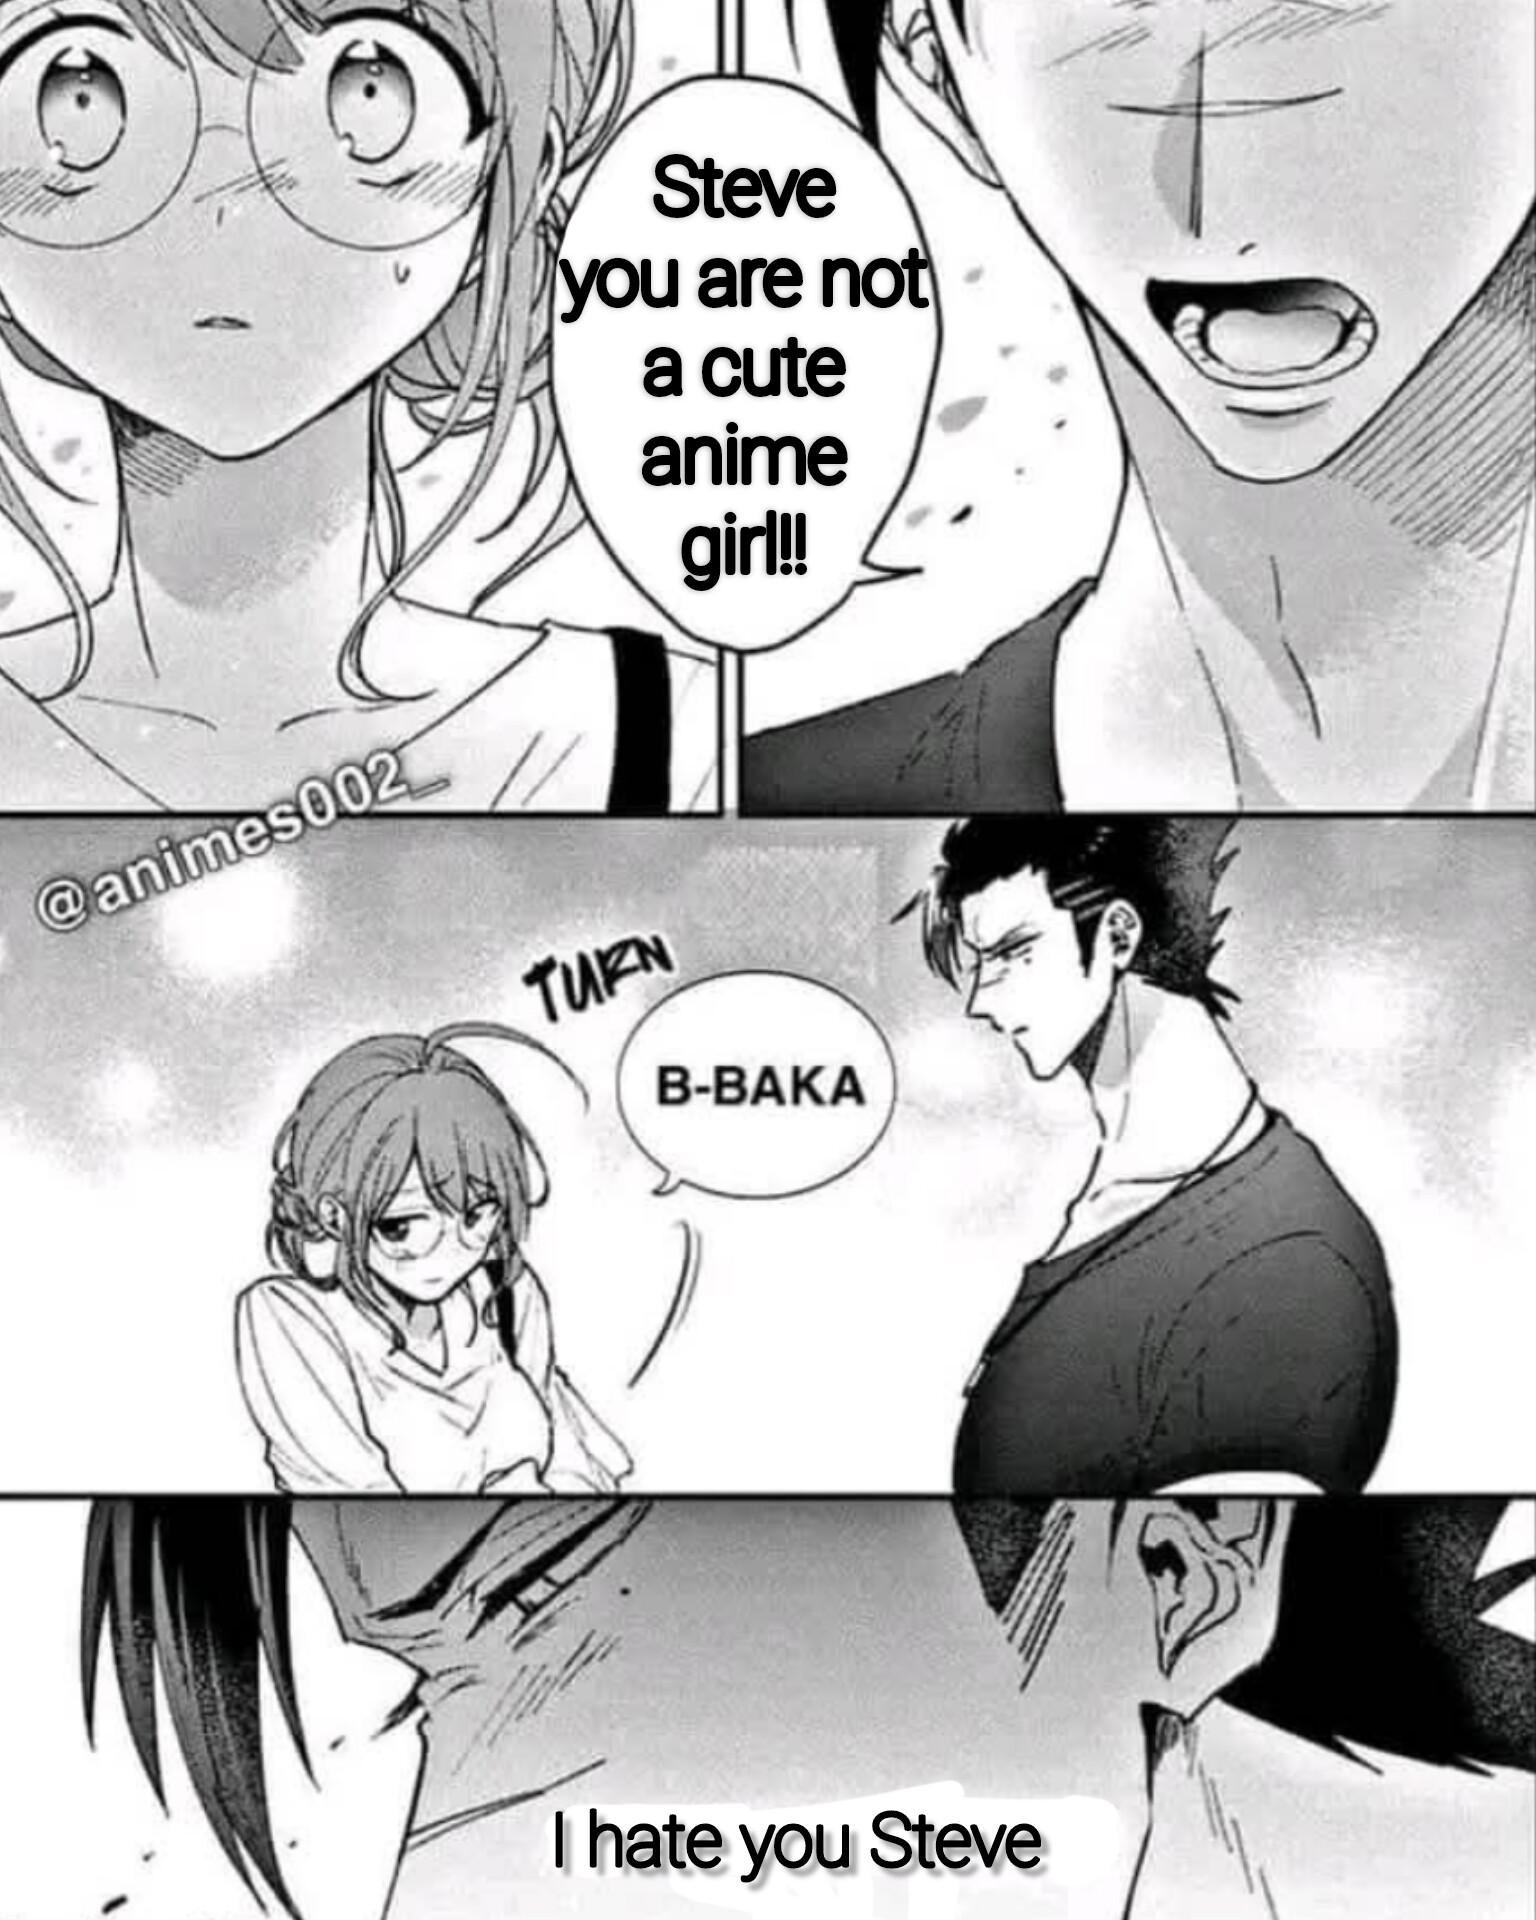 Steve
you are not
a cute
anime
girl!!!
@animes002_
TURN
B-BAKA
I hate you Steve